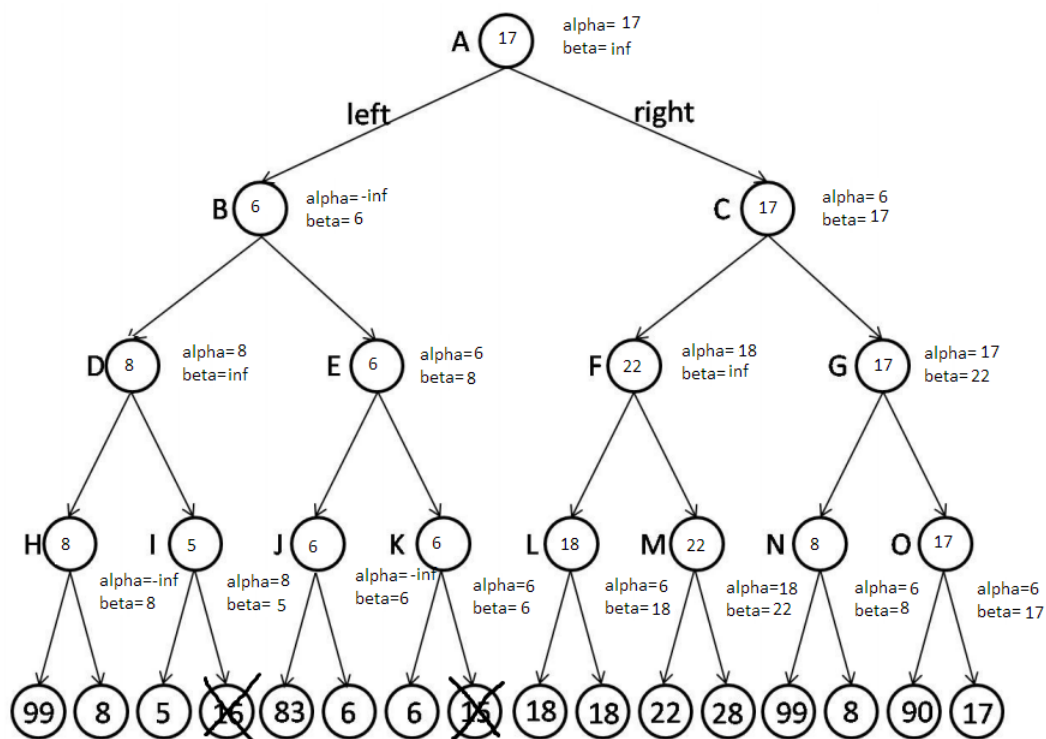 A 17 alpha= 17
beta= inf
left right
B 6 alpha= -inf
beta= 6
C 17 alpha= 6
beta= 17
D 8 alpha= 8
beta= inf
E 6 alpha= 6
beta= 8
F 22 alpha= 18
beta= inf
G 17 alpha= 17
beta= 22
H 8 alpha=-inf
beta= 8
I 5 alpha=8
beta= 5
J 6 alpha= -inf
beta=6
K 6 alpha=6
beta= 6
L 18 alpha=6
beta= 18
M 22 alpha=18
beta= 22
N 8 alpha=6
beta=8
O 17 alpha=6
beta= 17
99 8 5 16 83 6 6 15 18 18 22 28 99 8 90 17